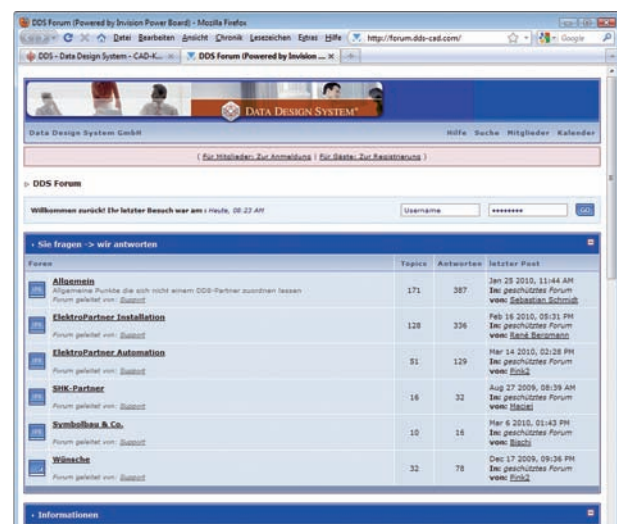 DDS Forum (Powered by Invision Power Board) - Mozilla Firefox
Datei Bearbeiten Ansicht Chronik Lesezeichen Extras Hilfe http://forum.dds-cad.com/ Google
DDS - Data Design System - CAD-K... DDS Forum (Powered by Invision ...
DATA DESIGN SYSTEM
Data Design System GmbH Hilfe Suche Mitglieder Kalender
( Für Mitglieder: Zur Anmeldung | Für Gäste: Zur Registrierung )
DDS Forum
Willkommen zurück! Ihr letzter Besuch war am : Heute, 08:23 AM Username ******** GO
Sie fragen -> wir antworten
Foren Topics Antworten letzter Post
Allgemein
Allgemeine Punkte die sich nicht einem DDS-Partner zuordnen lassen
Forum geleitet von: Support
171 387
Jan 25 2010, 11:44 AM
In: geschütztes Forum
von: Sebastian Schmidt
ElektroPartner Installation
Forum geleitet von: Support
128 336
Feb 16 2010, 05:31 PM
In: geschütztes Forum
von: René Bergmann
ElektroPartner Automation
Forum geleitet von: Support
51 129
Mar 14 2010, 02:28 PM
In: geschütztes Forum
von: Pink2
SHK-Partner
Forum geleitet von: Support
16 32
Aug 27 2009, 08:39 AM
In: geschütztes Forum
von: Maciej
Symbolbau & Co.
Forum geleitet von: Support
10 16
Mar 6 2010, 01:43 PM
In: geschütztes Forum
von: Bischi
Wünsche
Forum geleitet von: Support
32 78
Dec 17 2009, 09:36 PM
In: geschütztes Forum
von: Pink2
Informationen